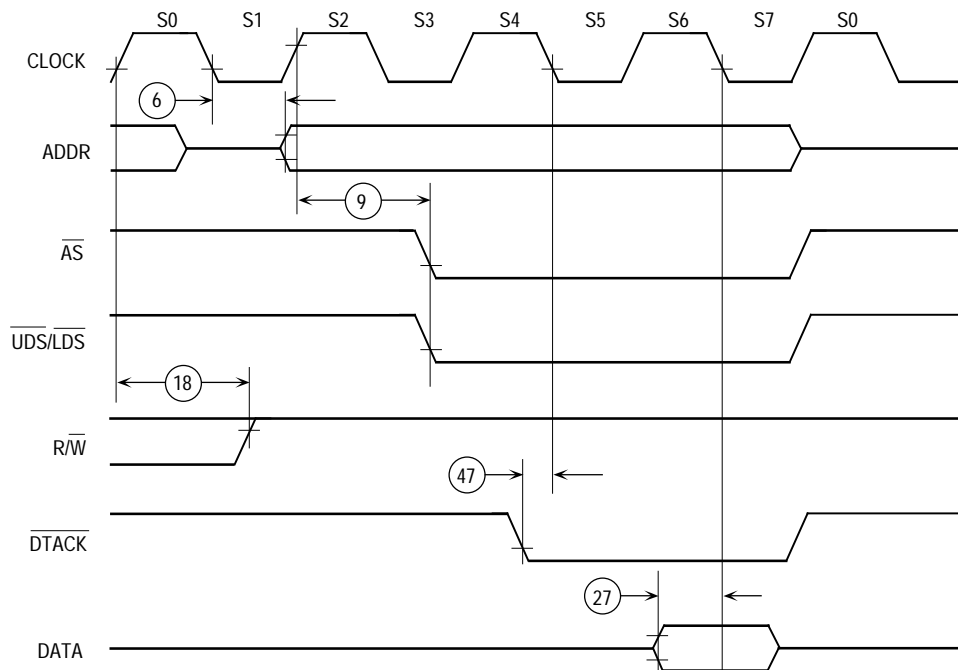 S0 S1 S2 S3 S4 S5 S6 S7 S0
CLOCK
6
ADDR
9
AS
UDS/LDS
18
R/W
47
DTACK
27
DATA